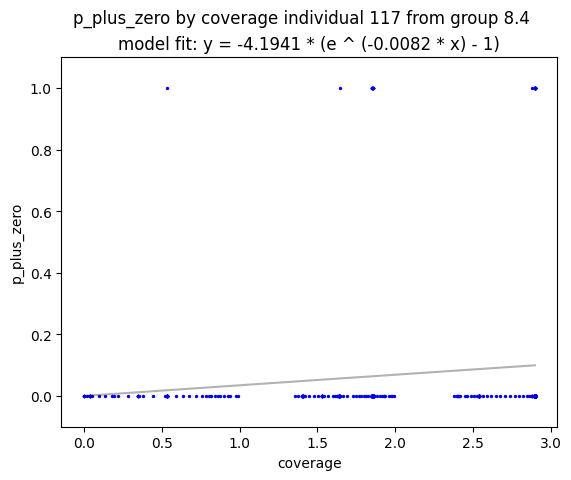 p_plus_zero by coverage individual 117 from group 8.4
model fit: y = -4.1941 * (e ^ (-0.0082 * x) - 1)
1.0
0.8
0.6
0.4
0.2
0.0
p_plus_zero
0.0 0.5 1.0 1.5 2.0 2.5 3.0
coverage